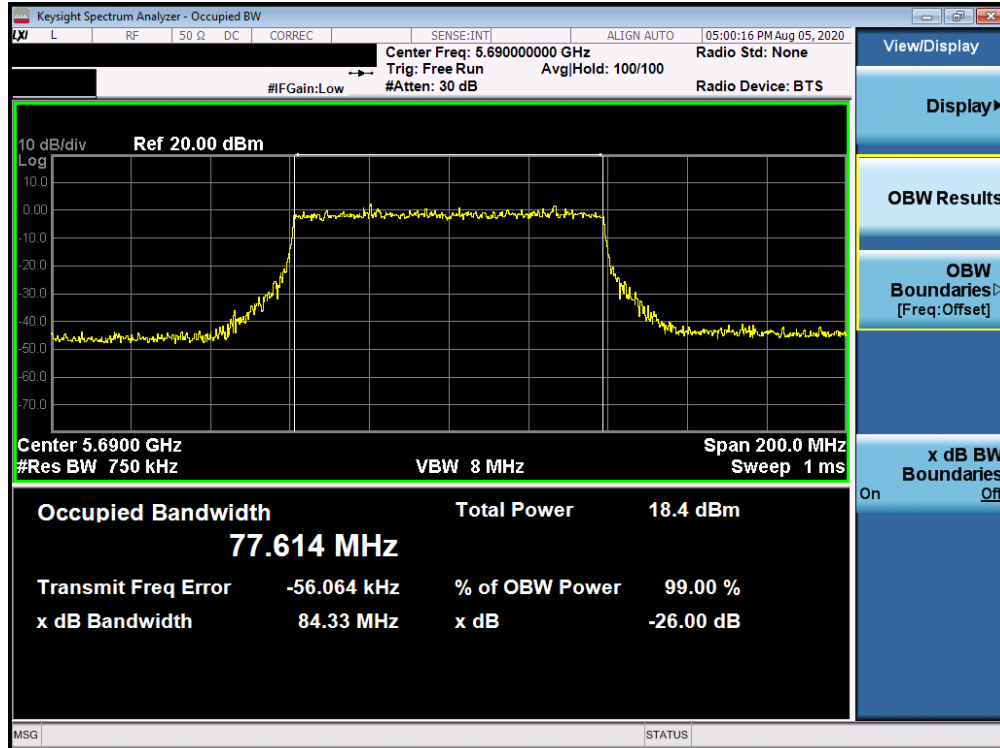 Keysight Spectrum Analyzer - Occupied BW
LXI L RF 50 Ω DC CORREC SENSE:INT ALIGN AUTO 05:00:16 PM Aug 05, 2020
Center Freq: 5.690000000 GHz Radio Std: None
Trig: Free Run Avg|Hold: 100/100
#IFGain:Low #Atten: 30 dB Radio Device: BTS
10 dB/div Ref 20.00 dBm
Log
10.0
0.00
-10.0
-20.0
-30.0
-40.0
-50.0
-60.0
-70.0
Center 5.6900 GHz Span 200.0 MHz
#Res BW 750 kHz VBW 8 MHz Sweep 1 ms
Occupied Bandwidth Total Power 18.4 dBm
77.614 MHz
Transmit Freq Error -56.064 kHz % of OBW Power 99.00 %
x dB Bandwidth 84.33 MHz x dB -26.00 dB
View/Display
Display
OBW Results
OBW
Boundaries
[Freq:Offset]
x dB BW
Boundaries
On Off
MSG STATUS